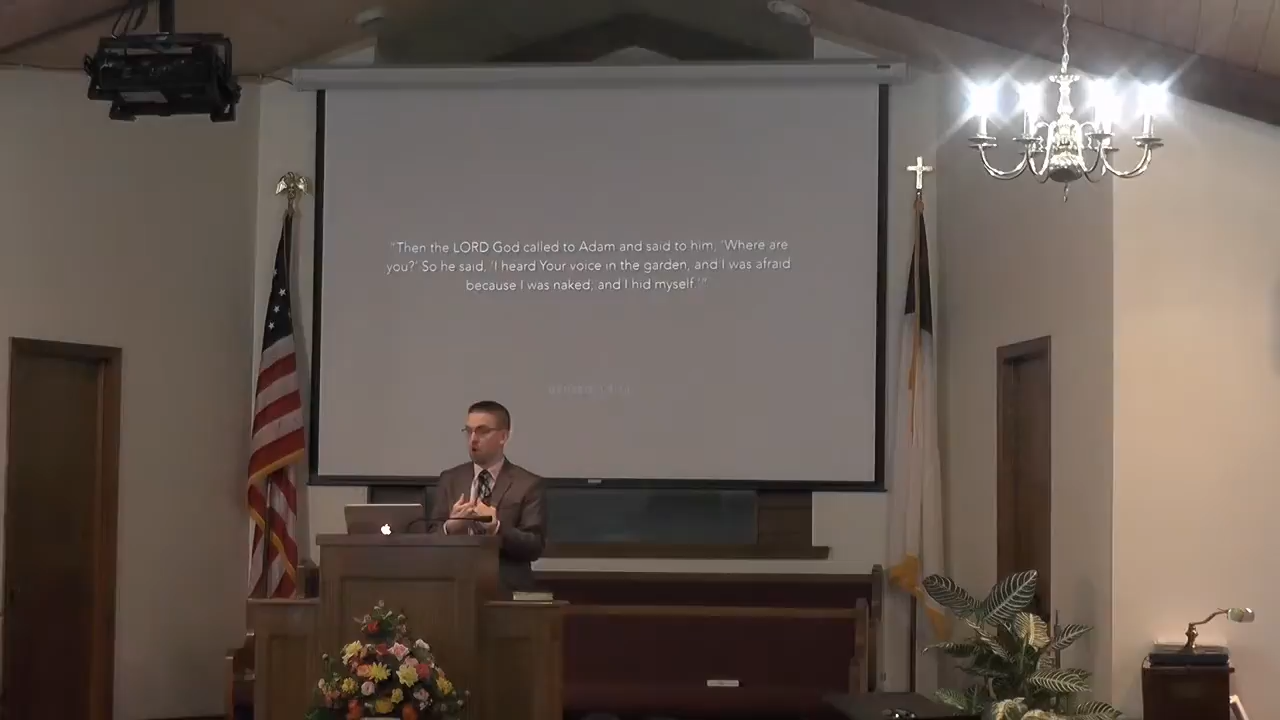 "Then the LORD God called to Adam and said to him, 'Where are
you?' So he said, 'I heard Your voice in the garden, and I was afraid
because I was naked; and I hid myself.'"